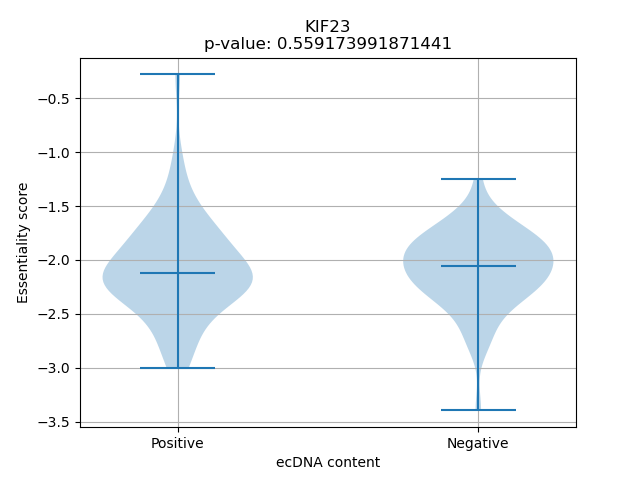 KIF23
p-value: 0.559173991871441
−0.5
−1.0
−1.5
−2.0
−2.5
−3.0
−3.5
Essentiality score
Positive
Negative
ecDNA content